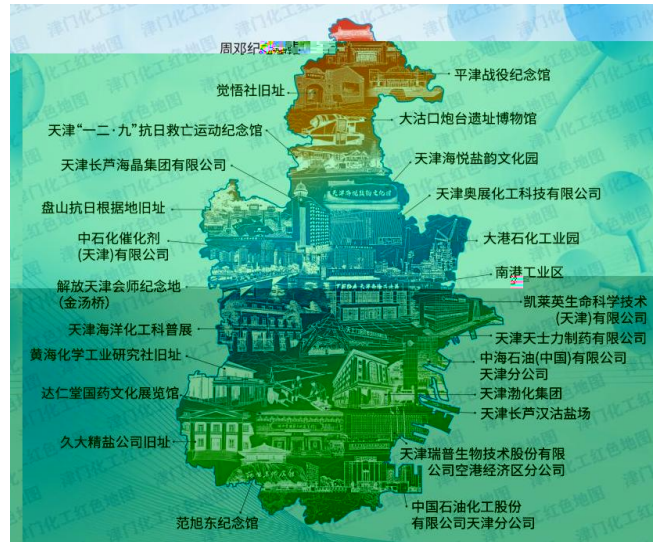 周邓纪
平津战役纪念馆
觉悟社旧址
大沽口炮台遗址博物馆
天津“一二·九”抗日救亡运动纪念馆
天津海悦盐韵文化园
天津长芦海晶集团有限公司
天津奥展化工科技有限公司
盘山抗日根据地旧址
中石化催化剂
(天津)有限公司
大港石化工业园
南港工业区
解放天津会师纪念地
(金汤桥)
凯莱英生命科学技术
(天津)有限公司
天津海洋化工科普展
天津天士力制药有限公司
黄海化学工业研究社旧址
中海石油(中国)有限公司
天津分公司
达仁堂国药文化展览馆
天津渤化集团
天津长芦汉沽盐场
久大精盐公司旧址
天津瑞普生物技术股份有限
公司空港经济区分公司
中国石油化工股份
有限公司天津分公司
范旭东纪念馆
津门化工红色地图